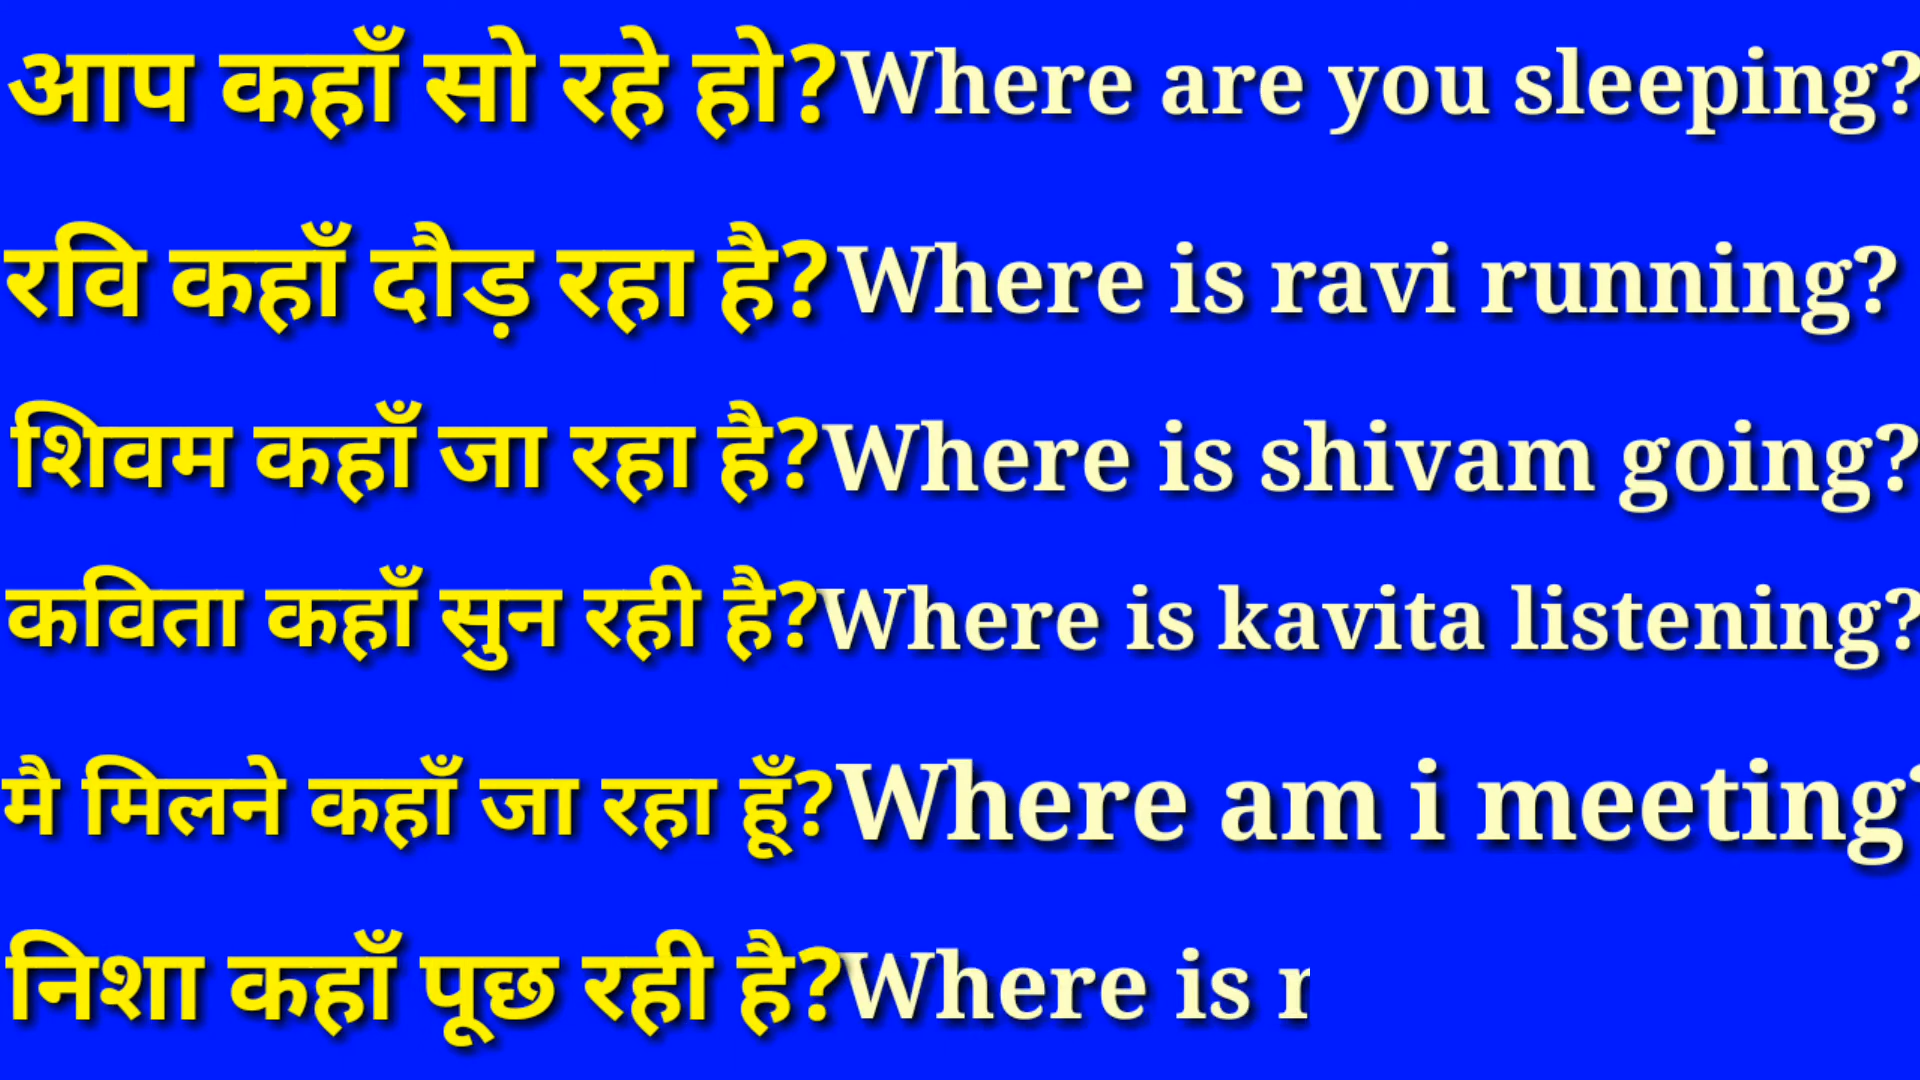 आप कहाँ सो रहे हो? Where are you sleeping?
रवि कहाँ दौड़ रहा है? Where is ravi running?
शिवम कहाँ जा रहा है? Where is shivam going?
कविता कहाँ सुन रही है? Where is kavita listening?
मै मिलने कहाँ जा रहा हूँ? Where am i meeting?
निशा कहाँ पूछ रही है? Where is